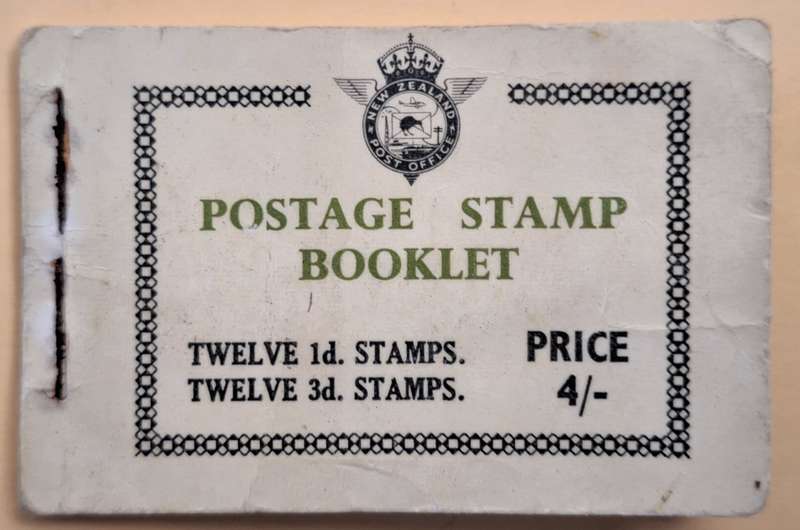 NEW ZEALAND
POST OFFICE
POSTAGE STAMP
BOOKLET
TWELVE 1d. STAMPS.
TWELVE 3d. STAMPS.
PRICE
4/-